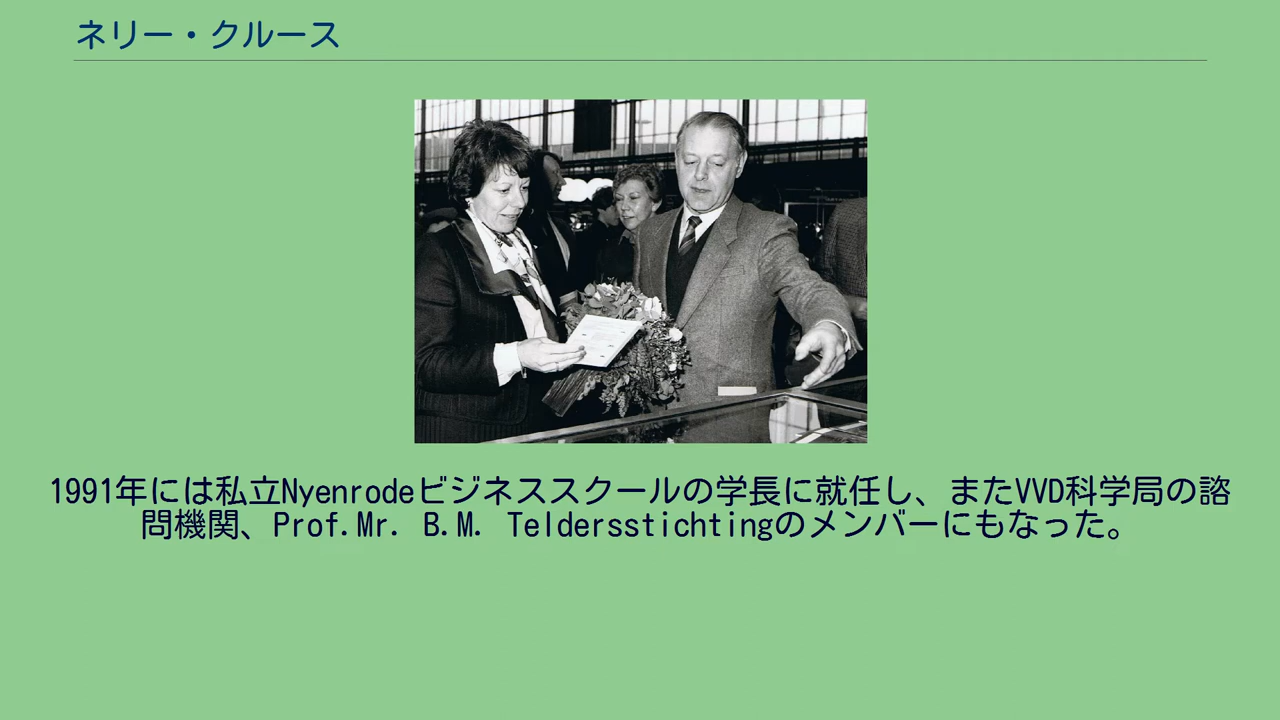 ネリー・クルース
1991年には私立Nyenrodeビジネススクールの学長に就任し、またVVD科学局の諮
問機関、Prof.Mr. B.M. Teldersstichtingのメンバーにもなった。